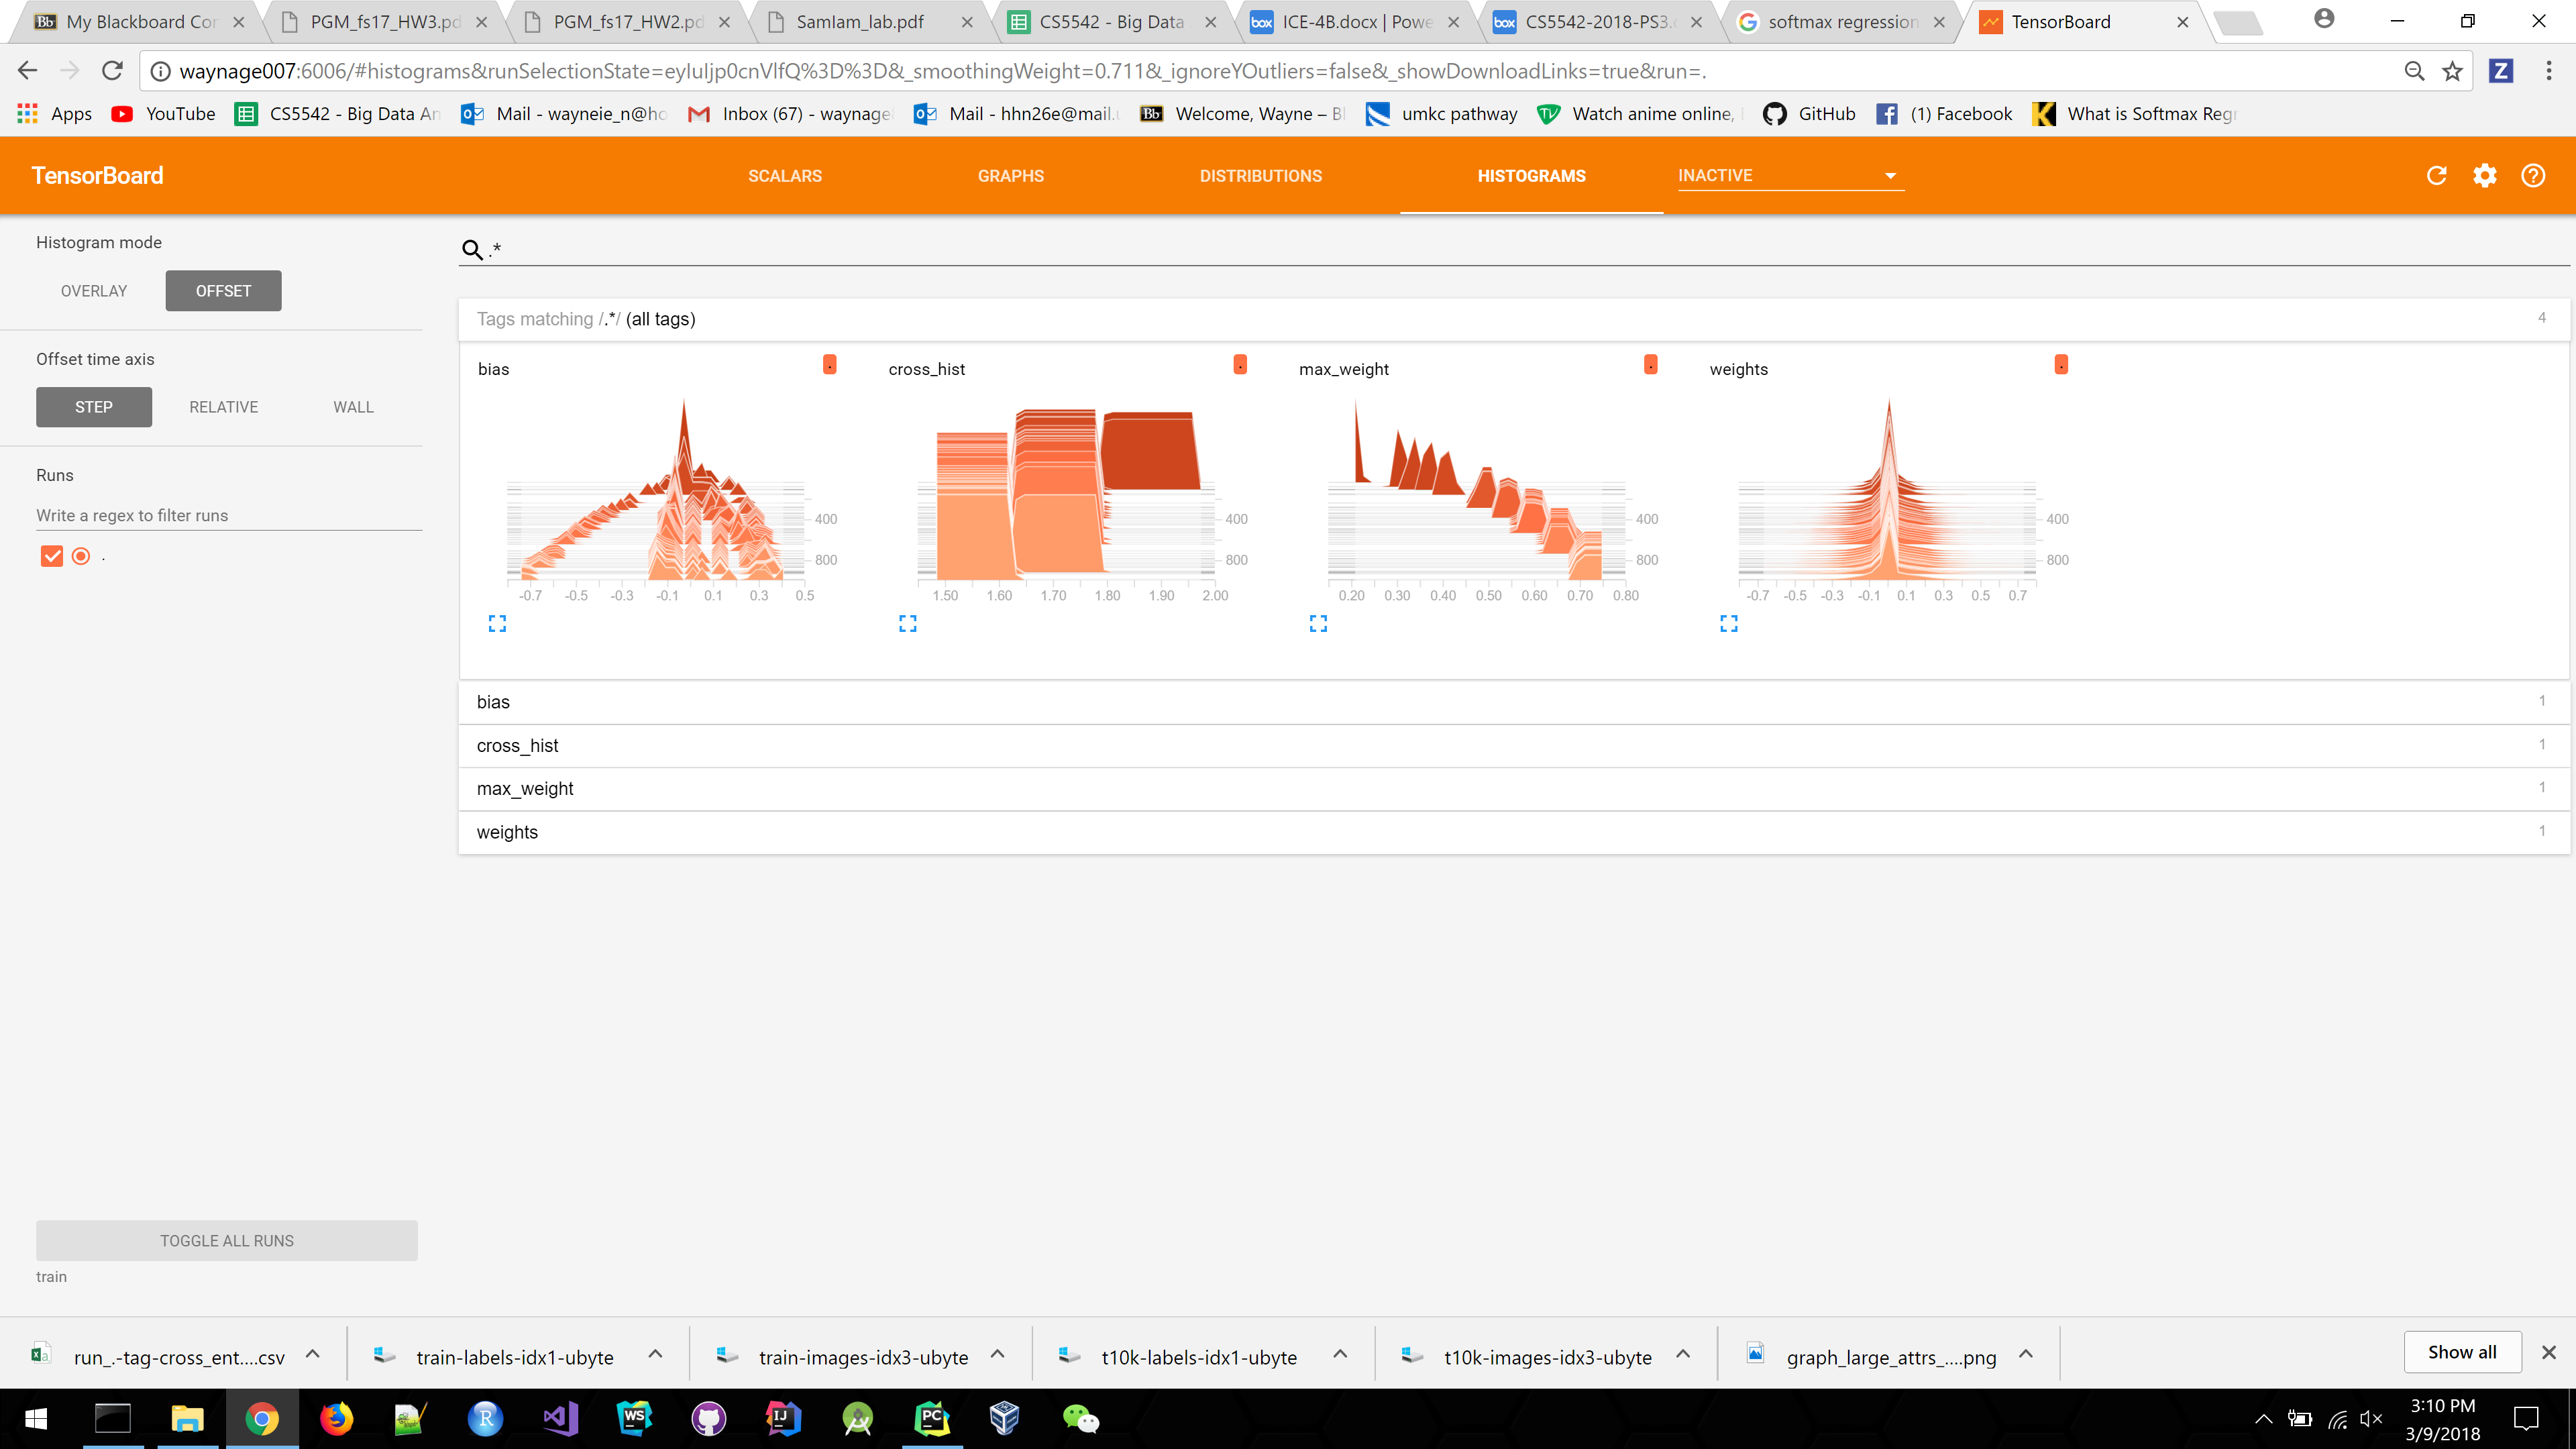 My Blackboard Cor
PGM_fs17_HW3.pd
PGM_fs17_HW2.pd
Samlam_lab.pdf
CS5542 - Big Data
ICE-4B.docx | Powe
CS5542-2018-PS3.
softmax regression
TensorBoard
waynage007:6006/#histograms&runSelectionState=eyIuIjp0cnVlfQ%3D%3D&_smoothingWeight=0.711&_ignoreYOutliers=false&_showDownloadLinks=true&run=.
Apps
YouTube
CS5542 - Big Data An
Mail - wayneie_n@ho
Inbox (67) - waynage
Mail - hhn26e@mail.
Welcome, Wayne – B
umkc pathway
Watch anime online,
GitHub
(1) Facebook
What is Softmax Regr
TensorBoard
SCALARS
GRAPHS
DISTRIBUTIONS
HISTOGRAMS
INACTIVE
Histogram mode
OVERLAY
OFFSET
Offset time axis
STEP
RELATIVE
WALL
Runs
Write a regex to filter runs
.
.*
Tags matching /.*/ (all tags)
4
bias
.
400
800
-0.7 -0.5 -0.3 -0.1 0.1 0.3 0.5
cross_hist
.
400
800
1.50 1.60 1.70 1.80 1.90 2.00
max_weight
.
400
800
0.20 0.30 0.40 0.50 0.60 0.70 0.80
weights
.
400
800
-0.7 -0.5 -0.3 -0.1 0.1 0.3 0.5 0.7
bias
1
cross_hist
1
max_weight
1
weights
1
TOGGLE ALL RUNS
train
run_.-tag-cross_ent....csv
train-labels-idx1-ubyte
train-images-idx3-ubyte
t10k-labels-idx1-ubyte
t10k-images-idx3-ubyte
graph_large_attrs_....png
Show all
3:10 PM
3/9/2018